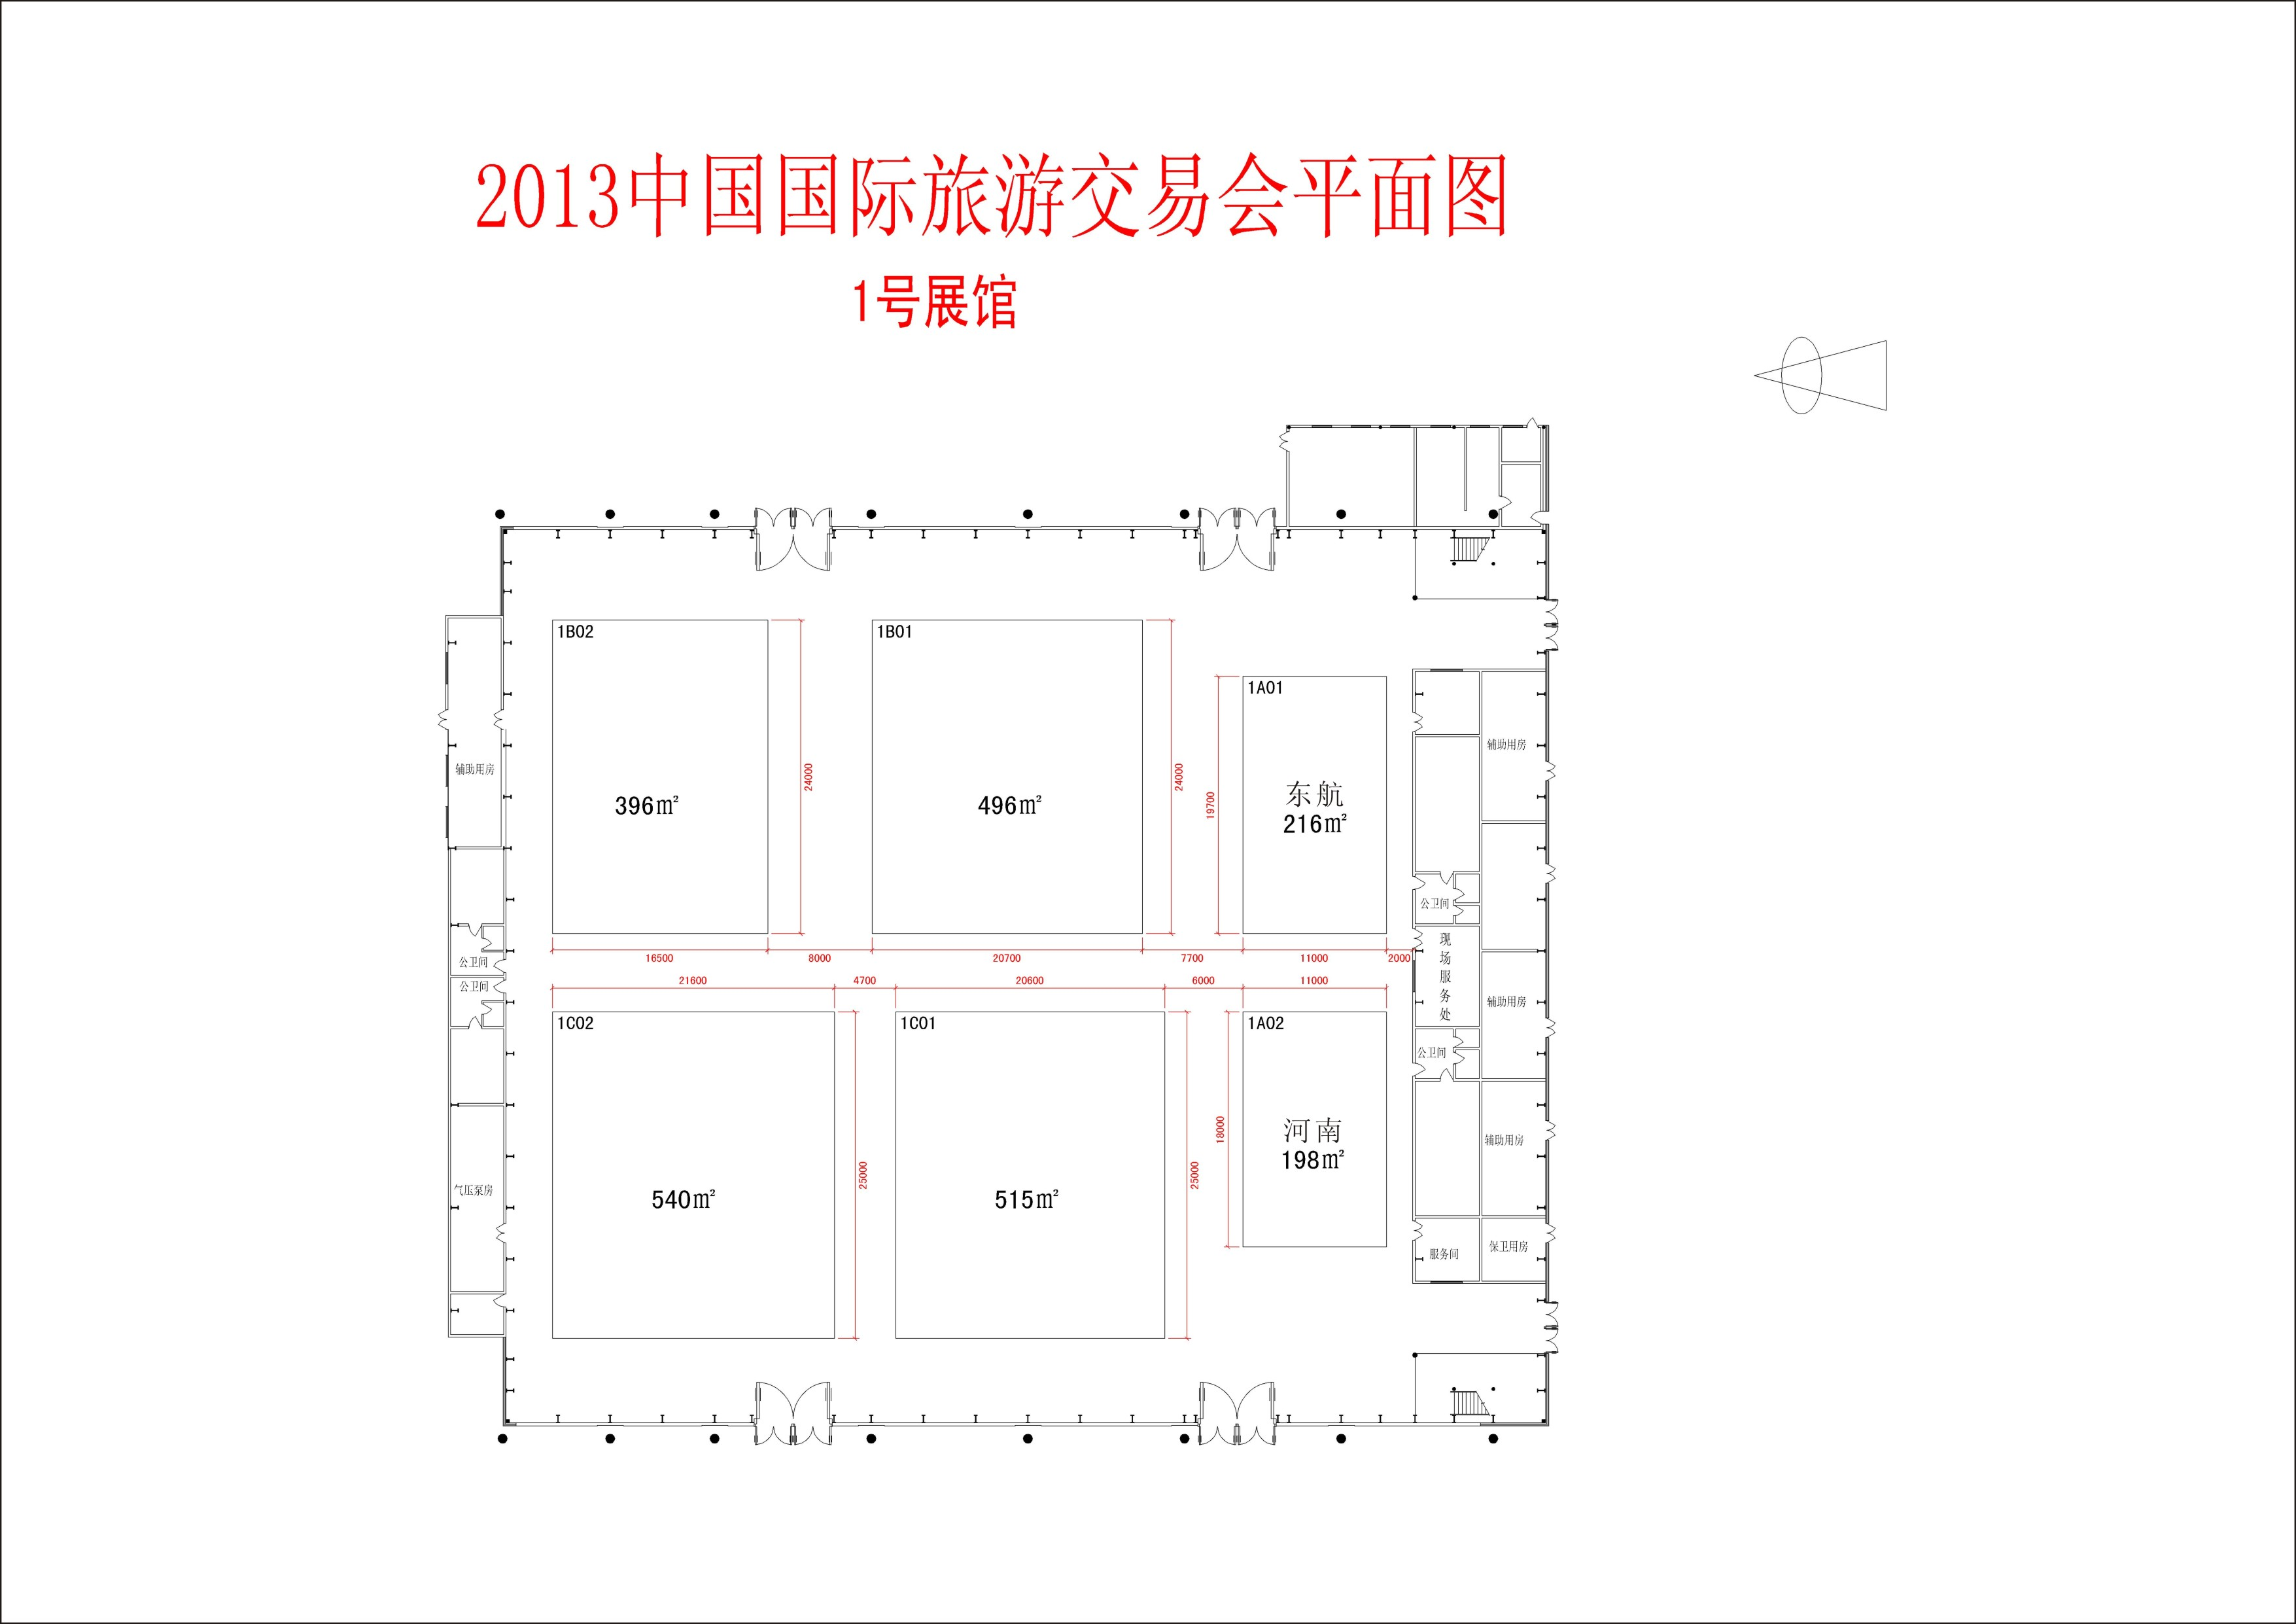 2013中国国际旅游交易会平面图
1号展馆
1B02
1B01
1A01
辅助用房
辅助用房
24000
24000
19700
396㎡
496㎡
东航
216㎡
公卫间
公卫间
现场服务处
16500
8000
20700
7700
11000
2000
21600
4700
20600
6000
11000
公卫间
辅助用房
1C02
1C01
1A02
公卫间
18000
河南
198㎡
辅助用房
气压泵房
25000
25000
540㎡
515㎡
服务间
保卫用房